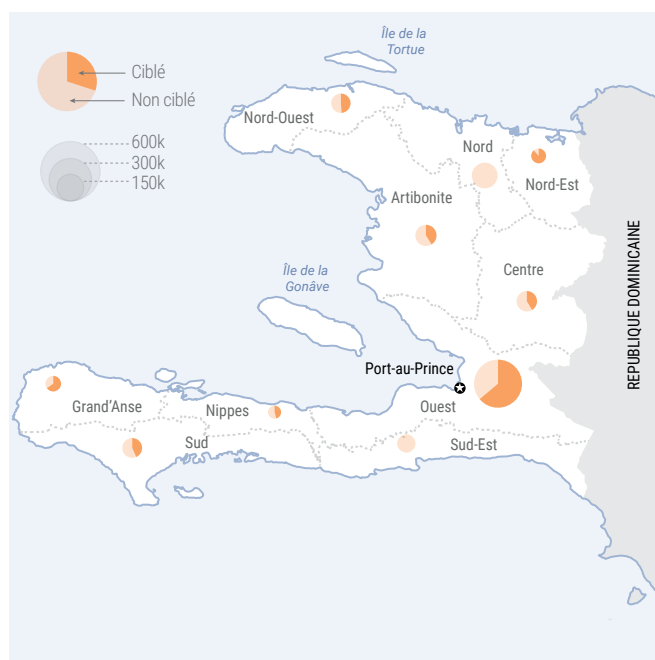 Île de la
Tortue
Ciblé
Non ciblé
Nord-Ouest
600k
300k
150k
Nord
Nord-Est
Artibonite
REPUBLIQUE DOMINICAINE
Île de la
Gonâve
Centre
Port-au-Prince
Grand'Anse
Nippes
Ouest
Sud
Sud-Est